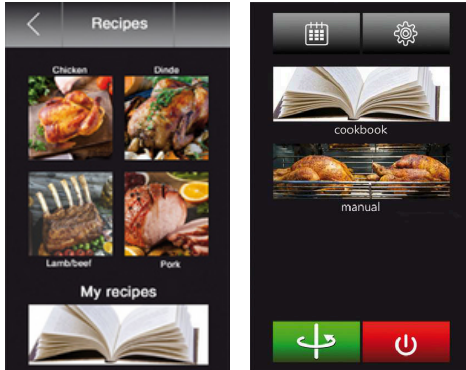 Recipes
Chicken
Dinde
Lamb/beef
Pork
My recipes
cookbook
manual